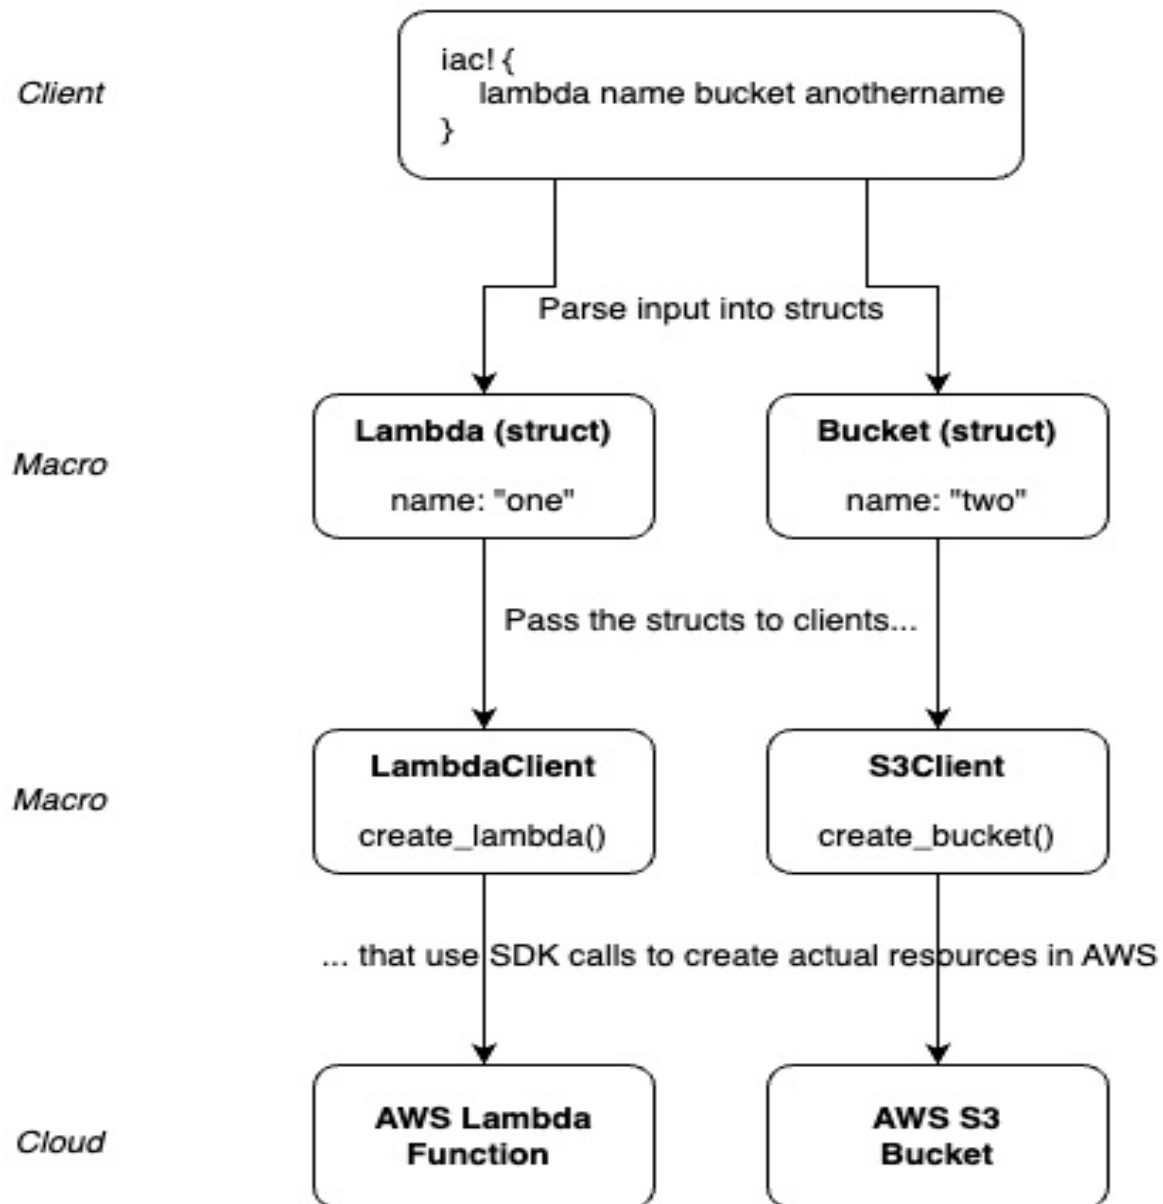 Client
iac! {
lambda name bucket anothername
}
Parse input into structs
Macro
Lambda (struct)
name: "one"
Bucket (struct)
name: "two"
Pass the structs to clients...
Macro
LambdaClient
create_lambda()
S3Client
create_bucket()
... that use SDK calls to create actual resources in AWS
Cloud
AWS Lambda
Function
AWS S3
Bucket